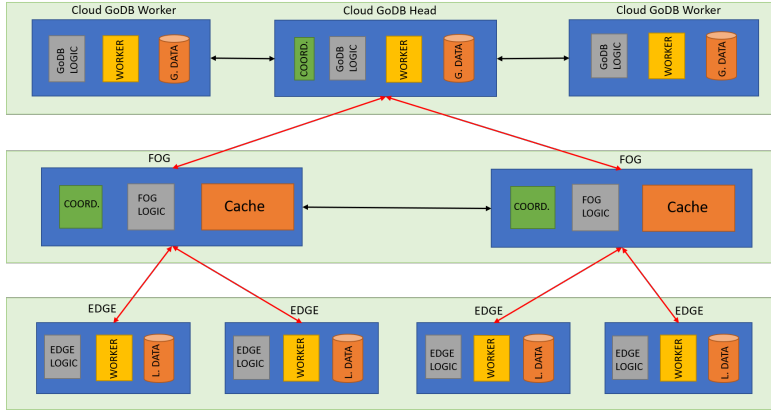 Cloud GoDB Worker
Cloud GoDB Head
Cloud GoDB Worker
GoDB
LOGIC
WORKER
G. DATA
COORD.
GoDB
LOGIC
WORKER
G. DATA
GoDB
LOGIC
WORKER
G. DATA
FOG
FOG
COORD.
FOG
LOGIC
Cache
COORD.
FOG
LOGIC
Cache
EDGE
EDGE
EDGE
EDGE
EDGE
LOGIC
WORKER
L. DATA
EDGE
LOGIC
WORKER
L. DATA
EDGE
LOGIC
WORKER
L. DATA
EDGE
LOGIC
WORKER
L. DATA